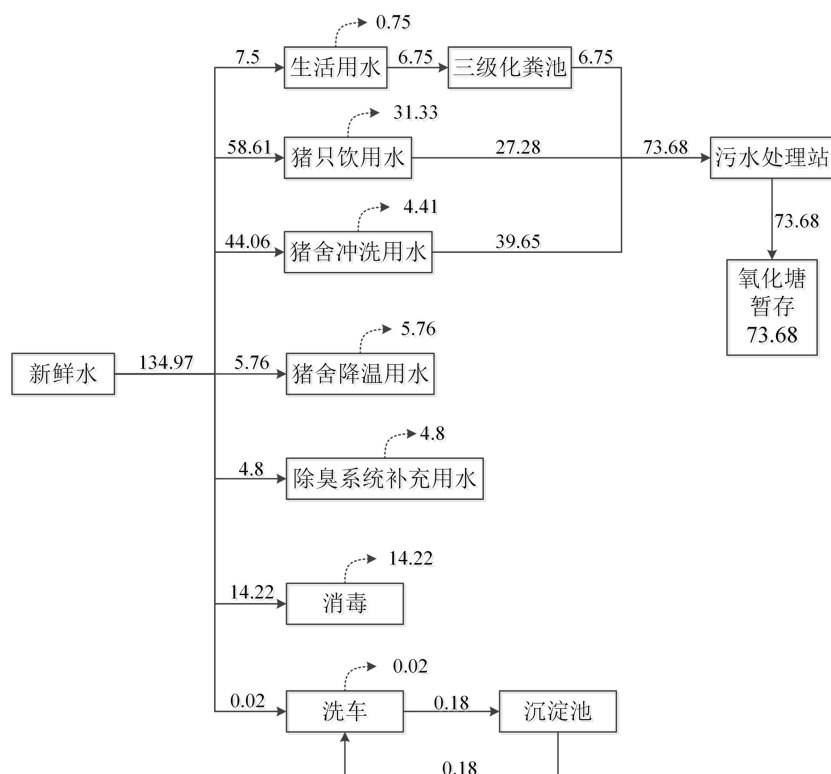 0.75
7.5
生活用水
6.75
三级化粪池
6.75
31.33
58.61
猪只饮用水
27.28
73.68
污水处理站
4.41
73.68
44.06
猪舍冲洗用水
39.65
氧化塘
暂存
73.68
5.76
新鲜水
134.97
5.76
猪舍降温用水
4.8
4.8
除臭系统补充用水
14.22
14.22
消毒
0.02
0.02
洗车
0.18
沉淀池
0.18